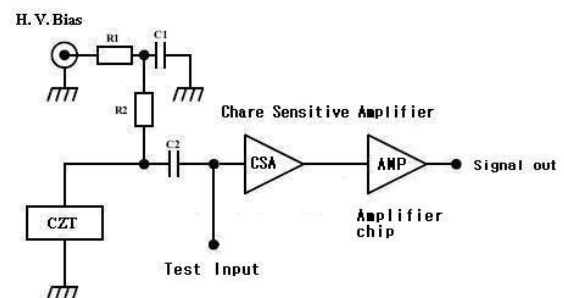 H. V. Bias
R1
C1
R2
Chare Sensitive Amplifier
C2
CSA
AMP
Signal out
CZT
Amplifier
chip
Test Input